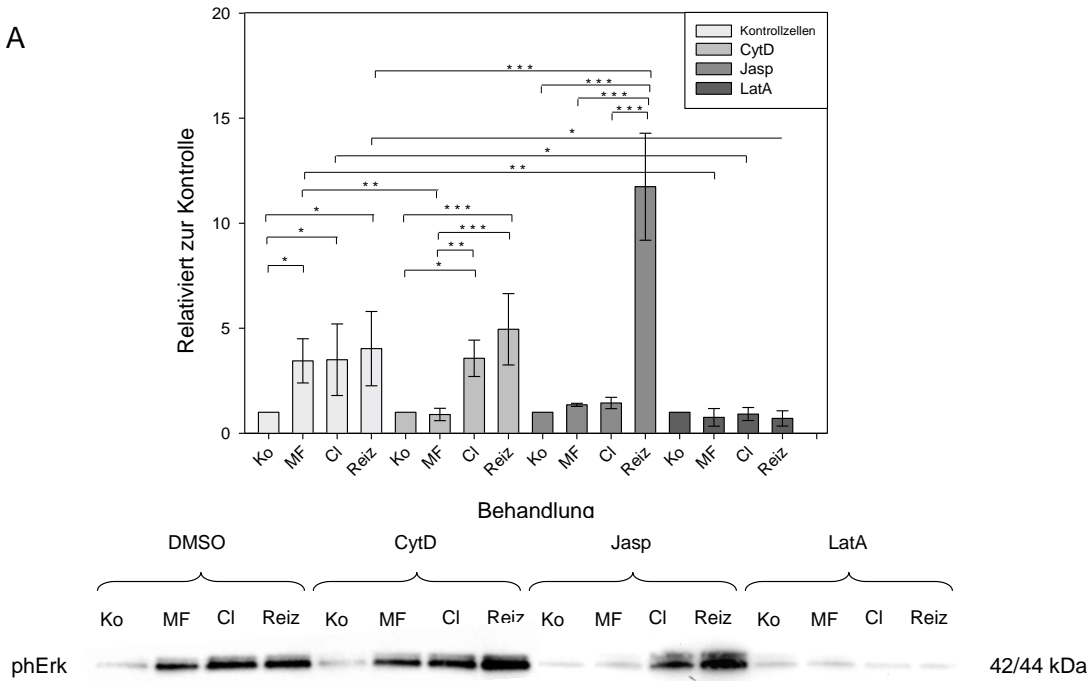 A
20
15
10
5
0
Relativiert zur Kontrolle
Kontrollzellen
CytD
Jasp
LatA
* * *
* * *
* * *
* * *
*
*
* *
* *
*
*
*
* * *
* * *
* *
*
Ko MF Cl Reiz Ko MF Cl Reiz Ko MF Cl Reiz Ko MF Cl Reiz
Behandlung
DMSO CytD Jasp LatA
Ko MF Cl Reiz Ko MF Cl Reiz Ko MF Cl Reiz Ko MF Cl Reiz
phErk 42/44 kDa